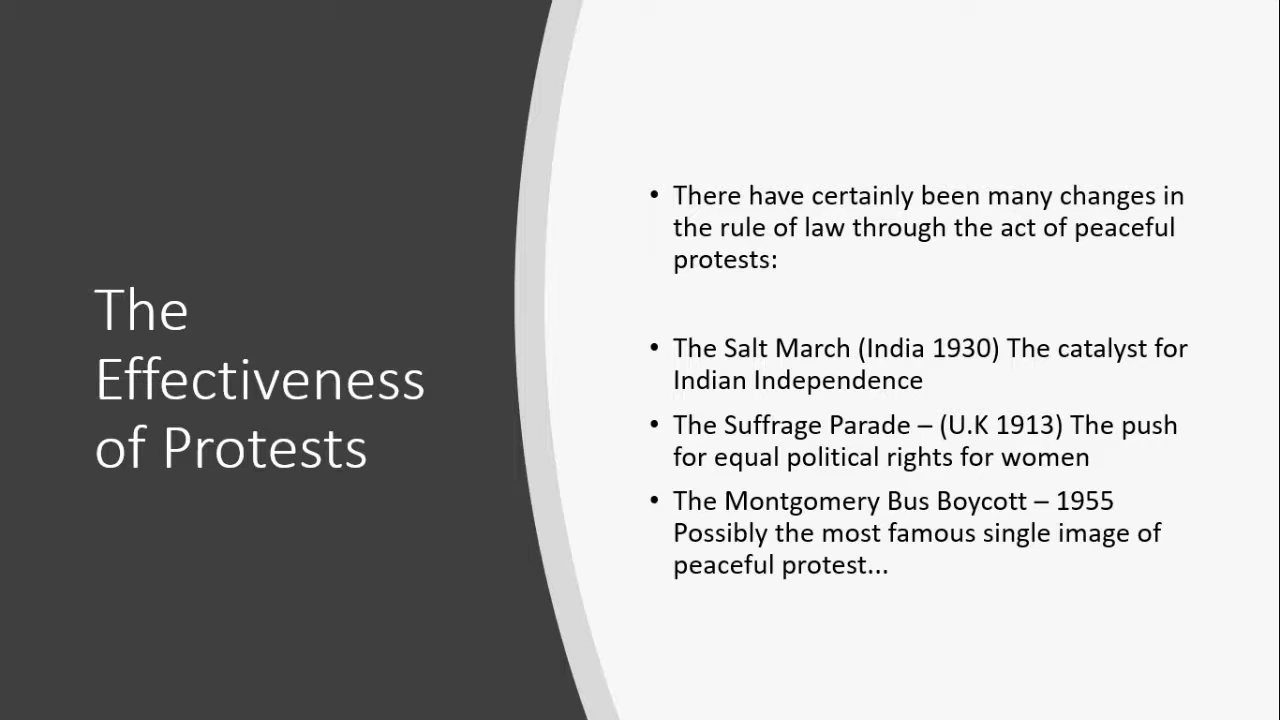 The
Effectiveness
of Protests
• There have certainly been many changes in
the rule of law through the act of peaceful
protests:
• The Salt March (India 1930) The catalyst for
Indian Independence
• The Suffrage Parade – (U.K 1913) The push
for equal political rights for women
• The Montgomery Bus Boycott – 1955
Possibly the most famous single image of
peaceful protest...